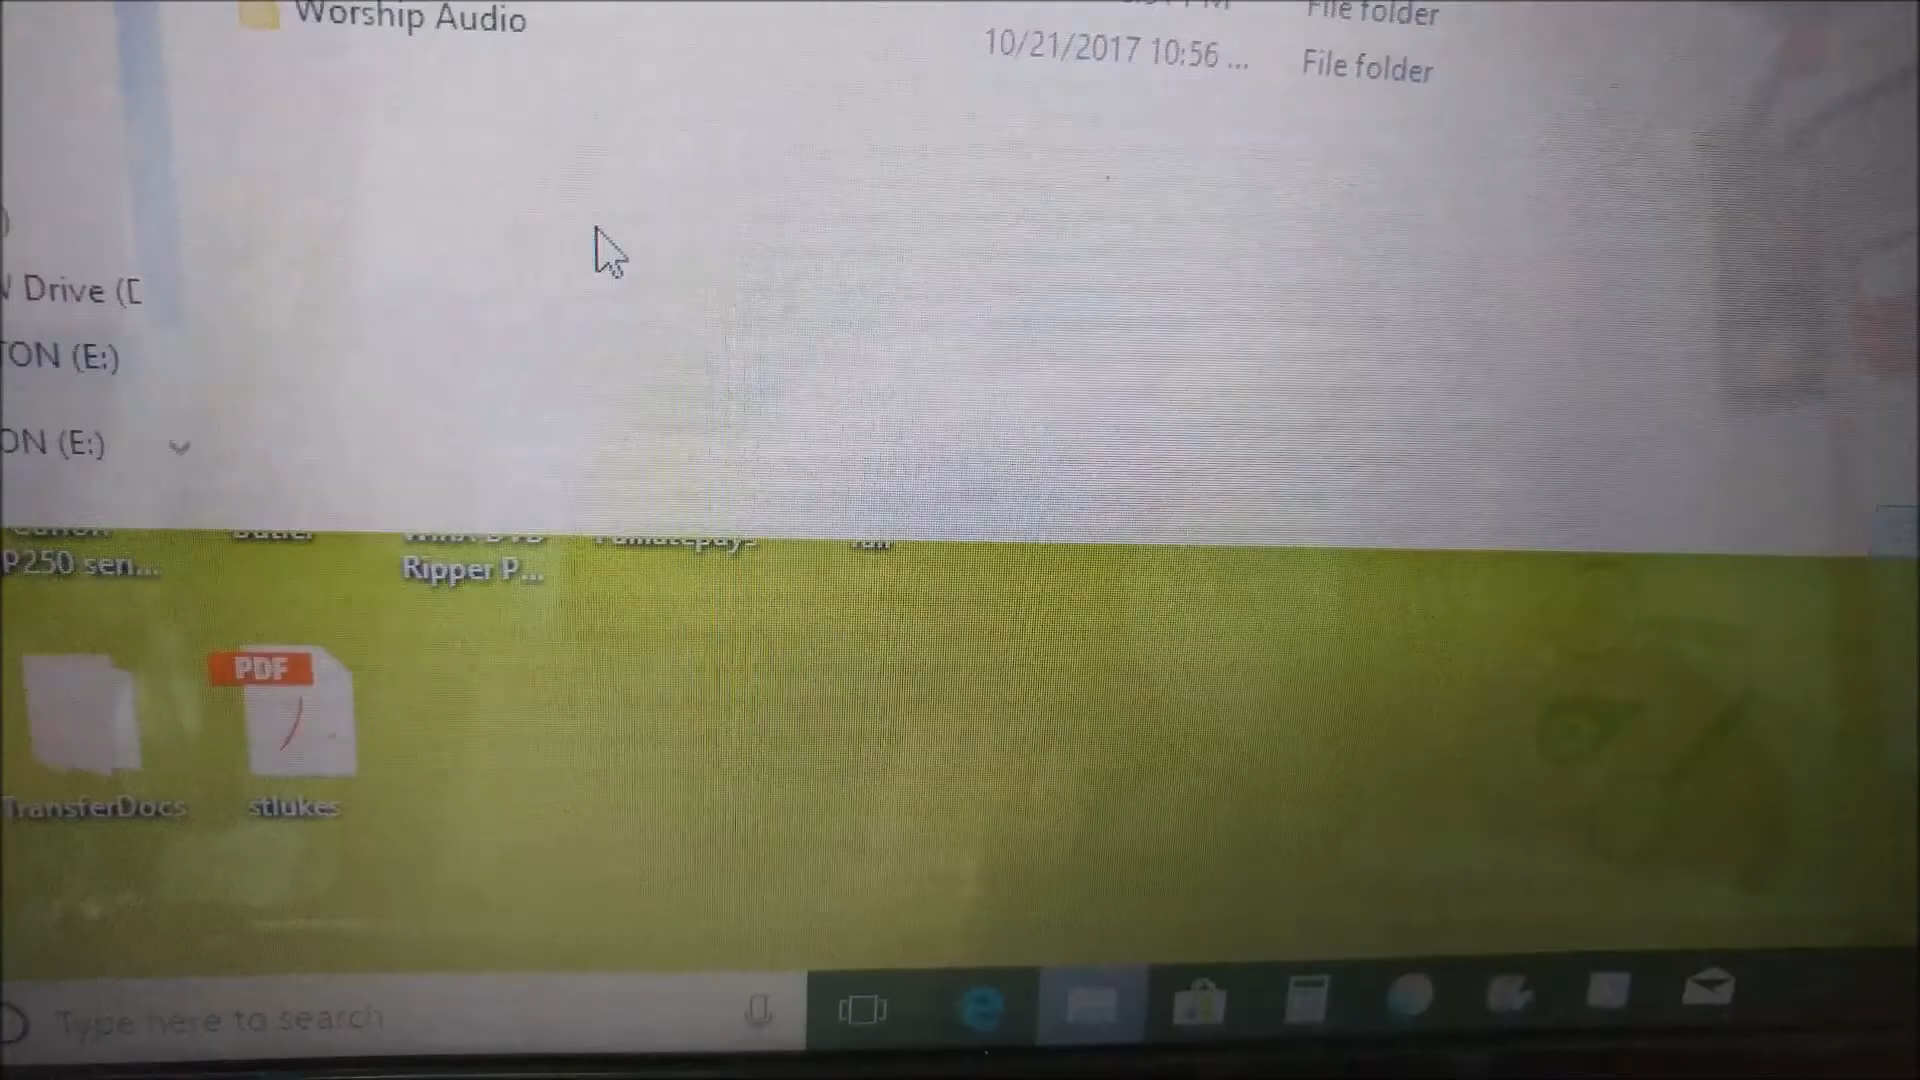 Worship Audio
File folder
10/21/2017 10:56 ...
File folder
Drive (D
ON (E:)
ON (E:)
P250 sen...
Ripper P...
PDF
TransferDocs
stlukes
Type here to search